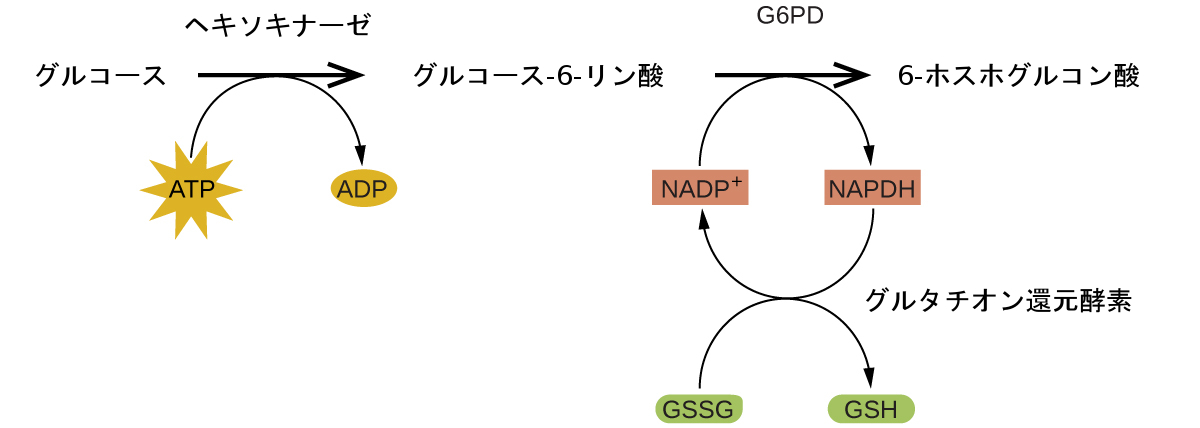 ヘキソキナーゼ
G6PD
グルコース
グルコース-6-リン酸
6-ホスホグルコン酸
ATP
ADP
NADP+
NAPDH
グルタチオン還元酵素
GSSG
GSH